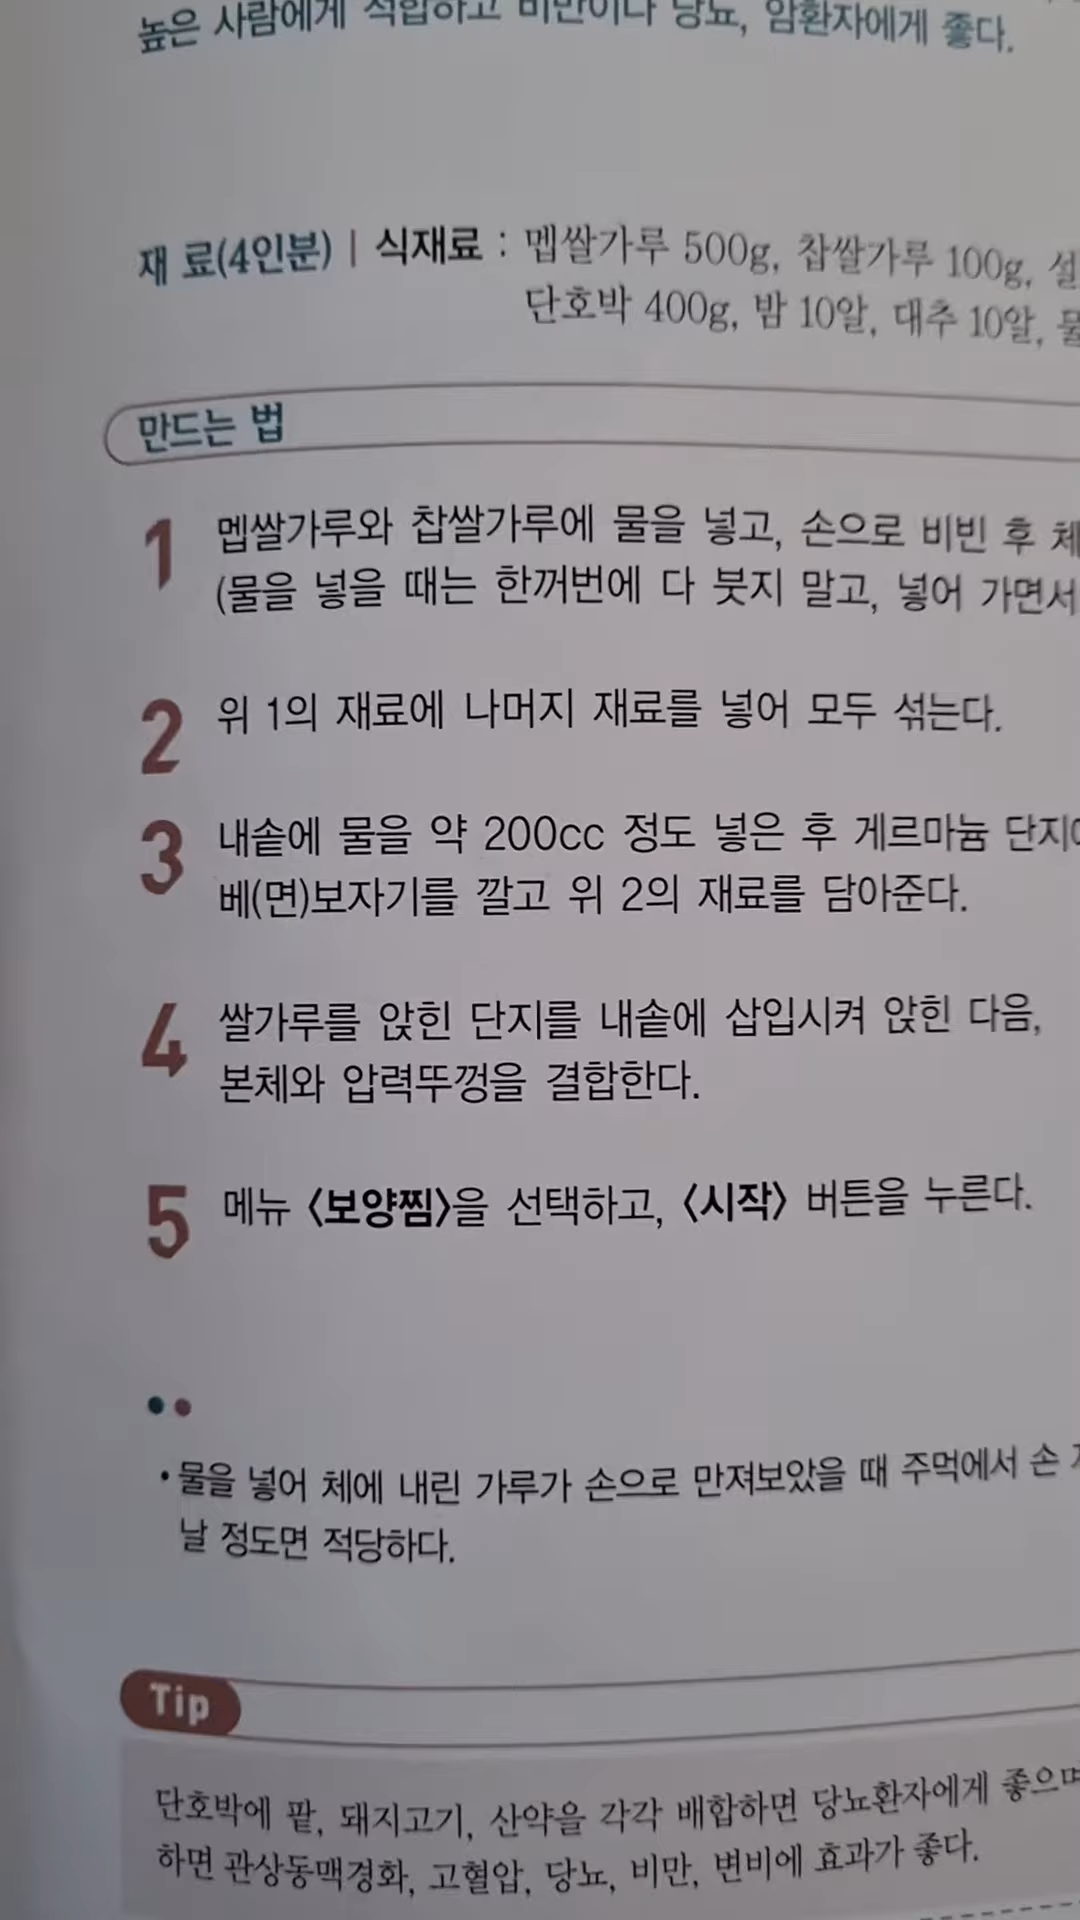 높은 사람에게 적합하고 비만이나 당뇨, 암환자에게 좋다.
재 료(4인분) | 식재료 : 멥쌀가루 500g, 찹쌀가루 100g, 설
단호박 400g, 밤 10알, 대추 10알, 물
만드는 법
1 멥쌀가루와 찹쌀가루에 물을 넣고, 손으로 비빈 후 체
(물을 넣을 때는 한꺼번에 다 붓지 말고, 넣어 가면서
2 위 1의 재료에 나머지 재료를 넣어 모두 섞는다.
3 내솥에 물을 약 200cc 정도 넣은 후 게르마늄 단지에
베(면)보자기를 깔고 위 2의 재료를 담아준다.
4 쌀가루를 앉힌 단지를 내솥에 삽입시켜 앉힌 다음,
본체와 압력뚜껑을 결합한다.
5 메뉴 〈보양찜〉을 선택하고, 〈시작〉 버튼을 누른다.
• 물을 넣어 체에 내린 가루가 손으로 만져보았을 때 주먹에서 손
날 정도면 적당하다.
Tip
단호박에 팥, 돼지고기, 산약을 각각 배합하면 당뇨환자에게 좋으며
하면 관상동맥경화, 고혈압, 당뇨, 비만, 변비에 효과가 좋다.